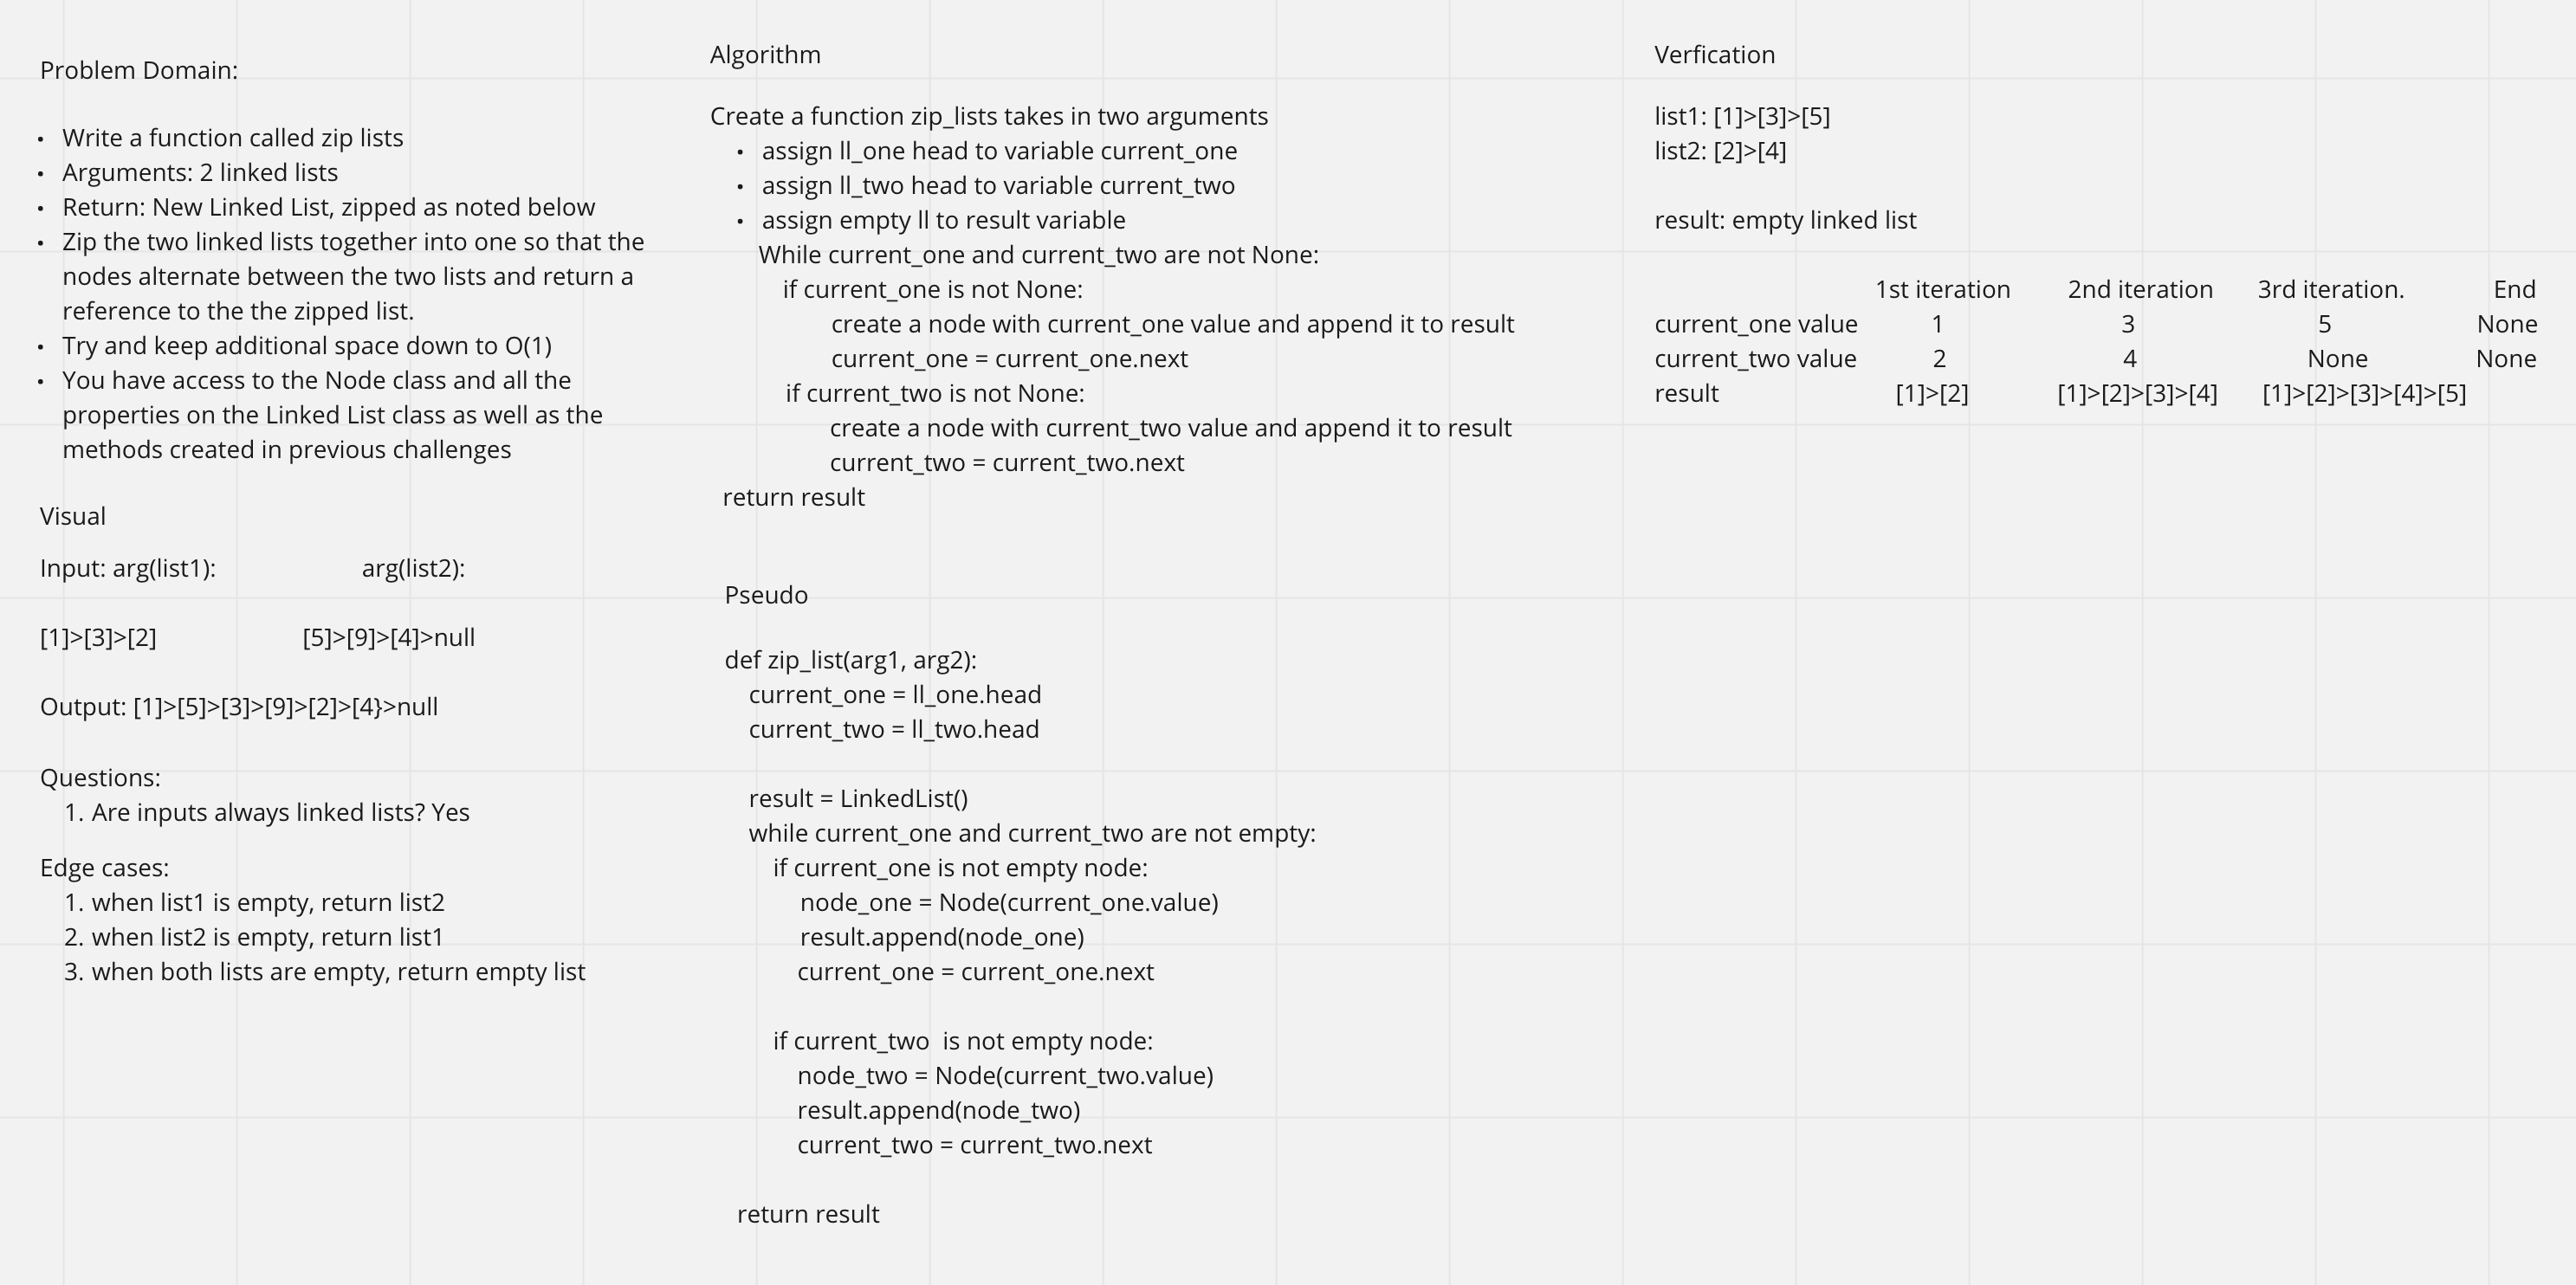 Problem Domain:
• Write a function called zip lists
• Arguments: 2 linked lists
• Return: New Linked List, zipped as noted below
• Zip the two linked lists together into one so that the
nodes alternate between the two lists and return a
reference to the the zipped list.
• Try and keep additional space down to O(1)
• You have access to the Node class and all the
properties on the Linked List class as well as the
methods created in previous challenges
Visual
Input: arg(list1): arg(list2):
[1]>[3]>[2] [5]>[9]>[4]>null
Output: [1]>[5]>[3]>[9]>[2]>[4}>null
Questions:
1. Are inputs always linked lists? Yes
Edge cases:
1. when list1 is empty, return list2
2. when list2 is empty, return list1
3. when both lists are empty, return empty list
Algorithm
Create a function zip_lists takes in two arguments
• assign ll_one head to variable current_one
• assign ll_two head to variable current_two
• assign empty ll to result variable
While current_one and current_two are not None:
if current_one is not None:
create a node with current_one value and append it to result
current_one = current_one.next
if current_two is not None:
create a node with current_two value and append it to result
current_two = current_two.next
return result
Pseudo
def zip_list(arg1, arg2):
current_one = ll_one.head
current_two = ll_two.head
result = LinkedList()
while current_one and current_two are not empty:
if current_one is not empty node:
node_one = Node(current_one.value)
result.append(node_one)
current_one = current_one.next
if current_two  is not empty node:
node_two = Node(current_two.value)
result.append(node_two)
current_two = current_two.next
return result
Verfication
list1: [1]>[3]>[5]
list2: [2]>[4]
result: empty linked list
1st iteration 2nd iteration 3rd iteration. End
current_one value 1 3 5 None
current_two value 2 4 None None
result [1]>[2] [1]>[2]>[3]>[4] [1]>[2]>[3]>[4]>[5]